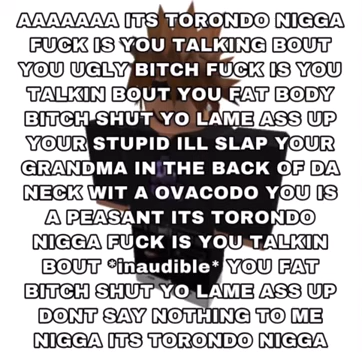 AAAAAAA ITS TORONDO NIGGA
FUCK IS YOU TALKING BOUT
YOU UGLY BITCH FUCK IS YOU
TALKIN BOUT YOU FAT BODY
BITCH SHUT YO LAME ASS UP
YOUR STUPID ILL SLAP YOUR
GRANDMA IN THE BACK OF DA
NECK WIT A OVACODO YOU IS
A PEASANT ITS TORONDO
NIGGA FUCK IS YOU TALKIN
BOUT *inaudible* YOU FAT
BITCH SHUT YO LAME ASS UP
DONT SAY NOTHING TO ME
NIGGA ITS TORONDO NIGGA